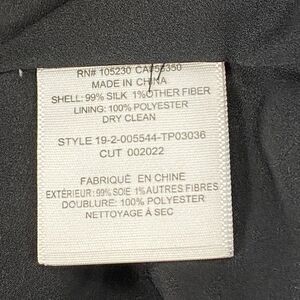 RN# 105230 CA#56350
MADE IN CHINA
SHELL: 99% SILK 1% OTHER FIBER
LINING: 100% POLYESTER
DRY CLEAN
STYLE 19-2-005544-TP03036
CUT 002022
FABRIQUÉ EN CHINE
EXTÉRIEUR: 99% SOIE 1% AUTRES FIBRES
DOUBLURE: 100% POLYESTER
NETTOYAGE À SEC